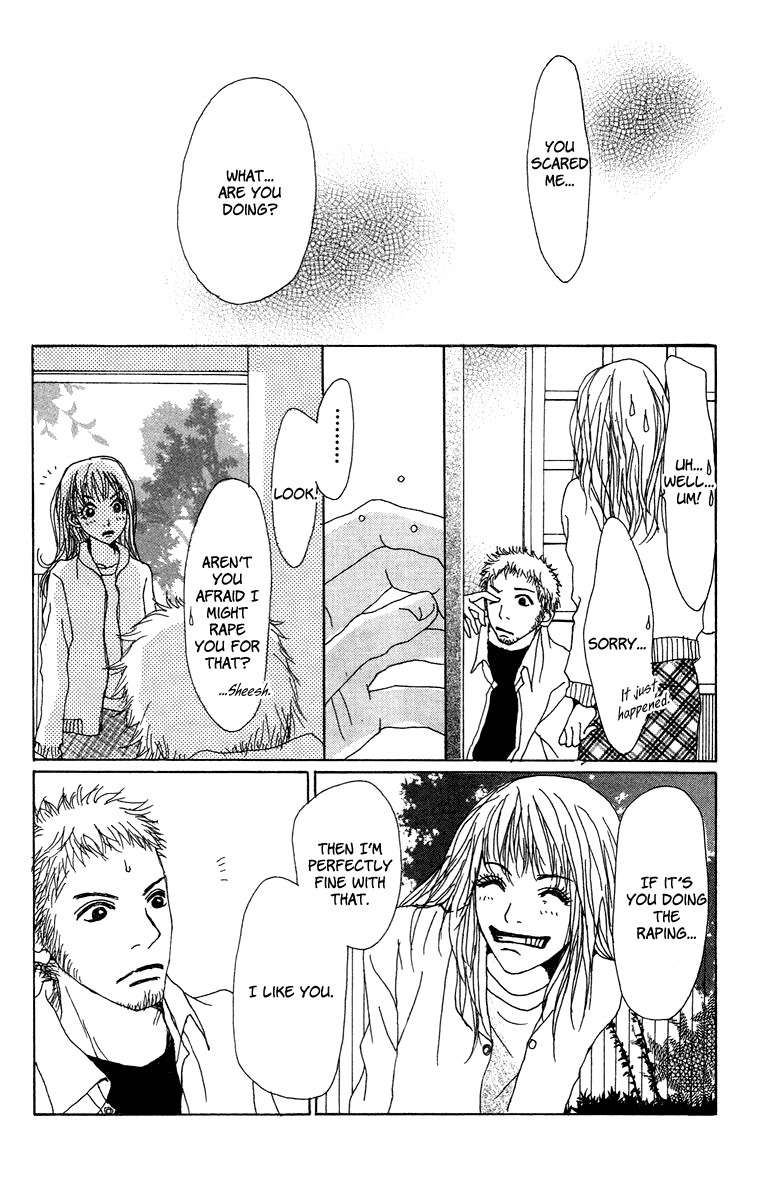 YOU
SCARED
ME...
WHAT...
ARE YOU
DOING?
UH...
WELL...
UM!
SORRY...
It just
happened.
........
LOOK!
AREN'T
YOU
AFRAID I
MIGHT
RAPE
YOU FOR
THAT?
...Sheesh.
IF IT'S
YOU DOING
THE
RAPING...
THEN I'M
PERFECTLY
FINE WITH
THAT.
I LIKE YOU.